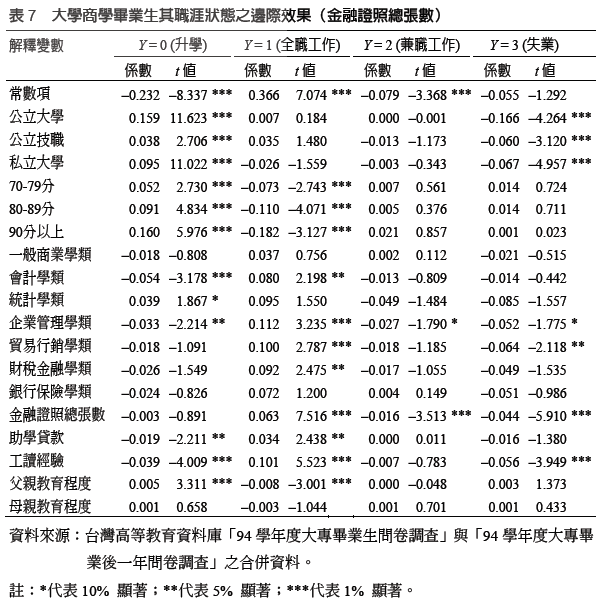 表 7　大學商學畢業生其職涯狀態之邊際效果（金融證照總張數）
解釋變數 Y = 0 (升學) Y = 1 (全職工作) Y = 2 (兼職工作) Y = 3 (失業)
係數 t 值 係數 t 值 係數 t 值 係數 t 值
常數項 –0.232 –8.337 *** 0.366 7.074 *** –0.079 –3.368 *** –0.055 –1.292
公立大學 0.159 11.623 *** 0.007 0.184 0.000 –0.001 –0.166 –4.264 ***
公立技職 0.038 2.706 *** 0.035 1.480 –0.013 –1.173 –0.060 –3.120 ***
私立大學 0.095 11.022 *** –0.026 –1.559 –0.003 –0.343 –0.067 –4.957 ***
70-79分 0.052 2.730 *** –0.073 –2.743 *** 0.007 0.561 0.014 0.724
80-89分 0.091 4.834 *** –0.110 –4.071 *** 0.005 0.376 0.014 0.711
90分以上 0.160 5.976 *** –0.182 –3.127 *** 0.021 0.857 0.001 0.023
一般商業學類 –0.018 –0.808 0.037 0.756 0.002 0.112 –0.021 –0.515
會計學類 –0.054 –3.178 *** 0.080 2.198 ** –0.013 –0.809 –0.014 –0.442
統計學類 0.039 1.867 * 0.095 1.550 –0.049 –1.484 –0.085 –1.557
企業管理學類 –0.033 –2.214 ** 0.112 3.235 *** –0.027 –1.790 * –0.052 –1.775 *
貿易行銷學類 –0.018 –1.091 0.100 2.787 *** –0.018 –1.185 –0.064 –2.118 **
財稅金融學類 –0.026 –1.549 0.092 2.475 ** –0.017 –1.055 –0.049 –1.535
銀行保險學類 –0.024 –0.826 0.072 1.200 0.004 0.149 –0.051 –0.986
金融證照總張數 –0.003 –0.891 0.063 7.516 *** –0.016 –3.513 *** –0.044 –5.910 ***
助學貸款 –0.019 –2.211 ** 0.034 2.438 ** 0.000 0.011 –0.016 –1.380
工讀經驗 –0.039 –4.009 *** 0.101 5.523 *** –0.007 –0.783 –0.056 –3.949 ***
父親教育程度 0.005 3.311 *** –0.008 –3.001 *** 0.000 –0.048 0.003 1.373
母親教育程度 0.001 0.658 –0.003 –1.044 0.001 0.701 0.001 0.433
資料來源：台灣高等教育資料庫「94 學年度大專畢業生問卷調查」與「94 學年度大專畢
業後一年問卷調查」之合併資料。
註：*代表 10% 顯著；**代表 5% 顯著；***代表 1% 顯著。